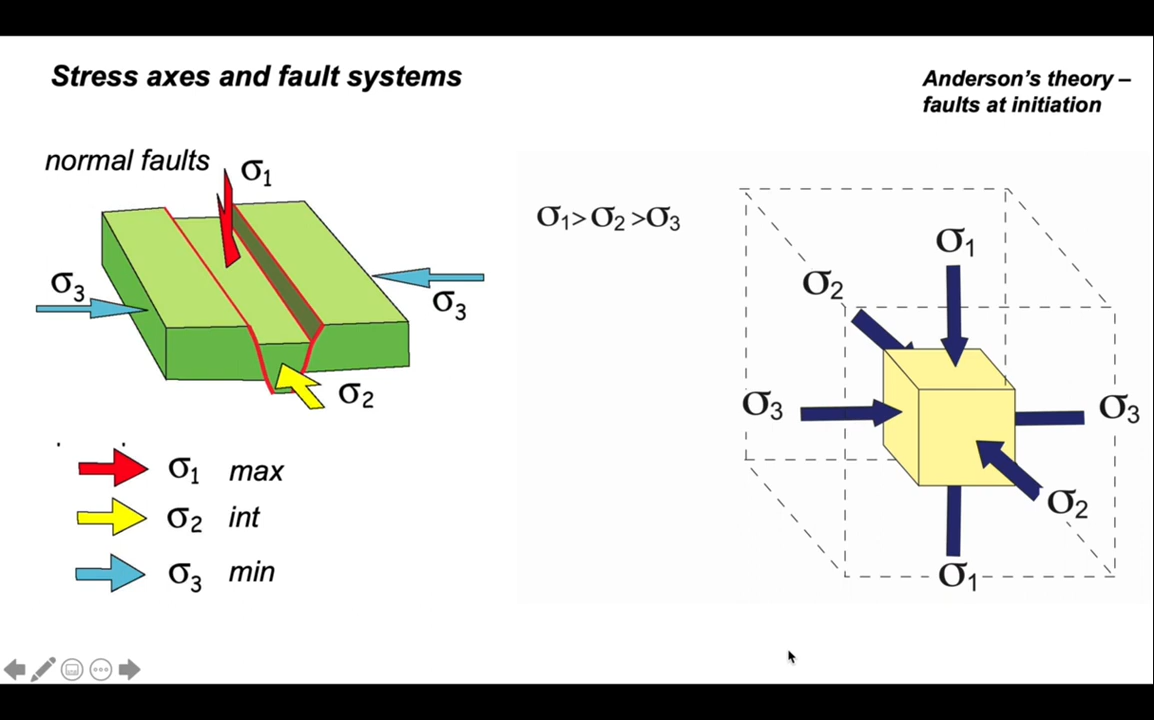 Stress axes and fault systems
Anderson's theory –
faults at initiation
normal faults
σ1
σ3
σ3
σ2
σ1 max
σ2 int
σ3 min
σ1>σ2 >σ3
σ1
σ2
σ3
σ3
σ2
σ1